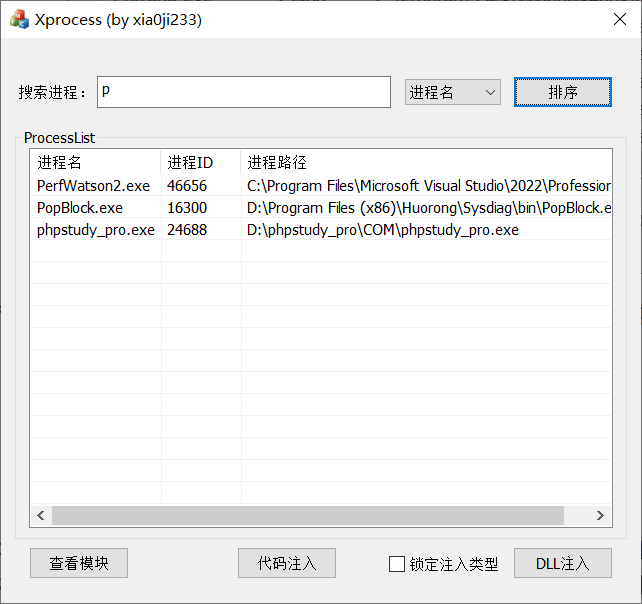 Xprocess (by xia0ji233)
搜索进程： p 进程名 排序
ProcessList
进程名 进程ID 进程路径
PerfWatson2.exe 46656 C:\Program Files\Microsoft Visual Studio\2022\Profession
PopBlock.exe 16300 D:\Program Files (x86)\Huorong\Sysdiag\bin\PopBlock.e
phpstudy_pro.exe 24688 D:\phpstudy_pro\COM\phpstudy_pro.exe
查看模块 代码注入 锁定注入类型 DLL注入